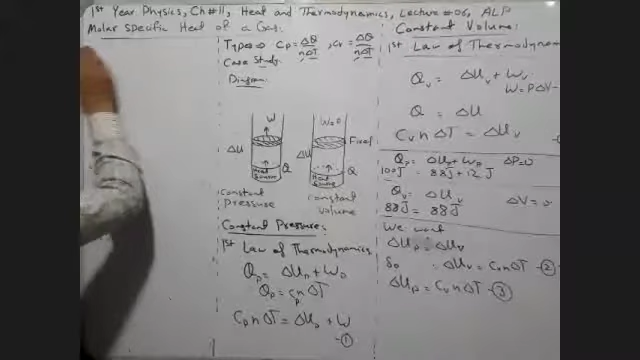 1st Year Physics, Ch#11, Heat and Thermodynamics, Lecture #06, ALP
Molar Specific Heat of a Gas
Types ⇒ Cp = ΔQ/nΔT, Cv = ΔQ/nΔT
Case Study:
Diagram:
W
ΔU
Heat Source
Q
Constant Pressure
W=0
Fixed
ΔU
Heat Source
Q
Constant Volume
Constant Pressure:
1st Law of Thermodynamics
Qp = ΔUp + Wp
Qp = CpnΔT
CpnΔT = ΔUp + W
-①
Constant Volume:
1st Law of Thermodynam
Qv = ΔUv + Wv
W = PΔV
Q = ΔU
CvnΔT = ΔUv
Qp = ΔUp + Wp ΔP=0
100J = 88J + 12J
Qv = ΔUv ΔV=0
88J = 88J
We want
ΔUp = ΔUv
So ΔUv = CvnΔT -②
ΔUp = CvnΔT -③